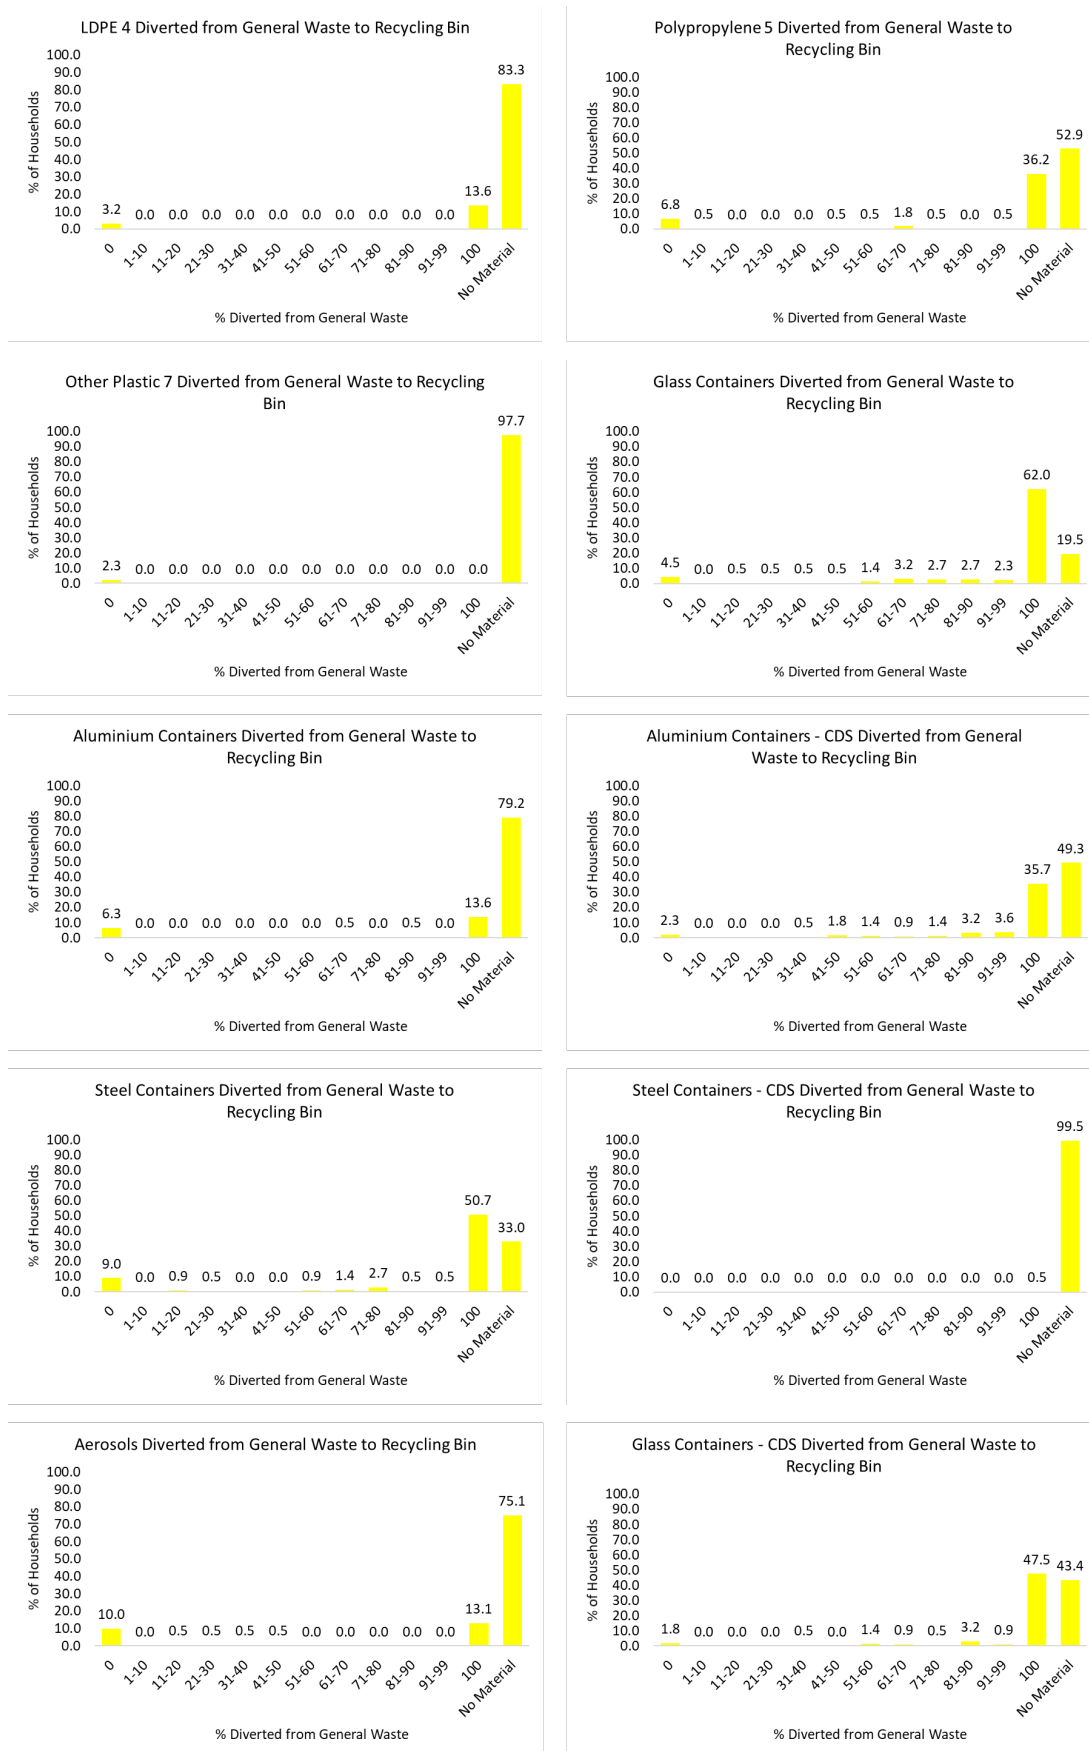 LDPE 4 Diverted from General Waste to Recycling Bin
% of Households
100.0
90.0
80.0
70.0
60.0
50.0
40.0
30.0
20.0
10.0
0.0
3.2 0.0 0.0 0.0 0.0 0.0 0.0 0.0 0.0 0.0 0.0 13.6 83.3
0 1-10 11-20 21-30 31-40 41-50 51-60 61-70 71-80 81-90 91-99 100 No Material
% Diverted from General Waste
Polypropylene 5 Diverted from General Waste to
Recycling Bin
% of Households
100.0
90.0
80.0
70.0
60.0
50.0
40.0
30.0
20.0
10.0
0.0
6.8 0.5 0.0 0.0 0.0 0.5 0.5 1.8 0.5 0.0 0.5 36.2 52.9
0 1-10 11-20 21-30 31-40 41-50 51-60 61-70 71-80 81-90 91-99 100 No Material
% Diverted from General Waste
Other Plastic 7 Diverted from General Waste to Recycling
Bin
% of Households
100.0
90.0
80.0
70.0
60.0
50.0
40.0
30.0
20.0
10.0
0.0
2.3 0.0 0.0 0.0 0.0 0.0 0.0 0.0 0.0 0.0 0.0 0.0 97.7
0 1-10 11-20 21-30 31-40 41-50 51-60 61-70 71-80 81-90 91-99 100 No Material
% Diverted from General Waste
Glass Containers Diverted from General Waste to
Recycling Bin
% of Households
100.0
90.0
80.0
70.0
60.0
50.0
40.0
30.0
20.0
10.0
0.0
4.5 0.0 0.5 0.5 0.5 0.5 1.4 3.2 2.7 2.7 2.3 62.0 19.5
0 1-10 11-20 21-30 31-40 41-50 51-60 61-70 71-80 81-90 91-99 100 No Material
% Diverted from General Waste
Aluminium Containers Diverted from General Waste to
Recycling Bin
% of Households
100.0
90.0
80.0
70.0
60.0
50.0
40.0
30.0
20.0
10.0
0.0
6.3 0.0 0.0 0.0 0.0 0.0 0.0 0.5 0.0 0.5 0.0 13.6 79.2
0 1-10 11-20 21-30 31-40 41-50 51-60 61-70 71-80 81-90 91-99 100 No Material
% Diverted from General Waste
Aluminium Containers - CDS Diverted from General
Waste to Recycling Bin
% of Households
100.0
90.0
80.0
70.0
60.0
50.0
40.0
30.0
20.0
10.0
0.0
2.3 0.0 0.0 0.0 0.5 1.8 1.4 0.9 1.4 3.2 3.6 35.7 49.3
0 1-10 11-20 21-30 31-40 41-50 51-60 61-70 71-80 81-90 91-99 100 No Material
% Diverted from General Waste
Steel Containers Diverted from General Waste to
Recycling Bin
% of Households
100.0
90.0
80.0
70.0
60.0
50.0
40.0
30.0
20.0
10.0
0.0
9.0 0.0 0.9 0.5 0.0 0.0 0.9 1.4 2.7 0.5 0.5 50.7 33.0
0 1-10 11-20 21-30 31-40 41-50 51-60 61-70 71-80 81-90 91-99 100 No Material
% Diverted from General Waste
Steel Containers - CDS Diverted from General Waste to
Recycling Bin
% of Households
100.0
90.0
80.0
70.0
60.0
50.0
40.0
30.0
20.0
10.0
0.0
0.0 0.0 0.0 0.0 0.0 0.0 0.0 0.0 0.0 0.0 0.0 0.5 99.5
0 1-10 11-20 21-30 31-40 41-50 51-60 61-70 71-80 81-90 91-99 100 No Material
% Diverted from General Waste
Aerosols Diverted from General Waste to Recycling Bin
% of Households
100.0
90.0
80.0
70.0
60.0
50.0
40.0
30.0
20.0
10.0
0.0
10.0 0.0 0.5 0.5 0.5 0.0 0.0 0.0 0.0 0.0 13.1 75.1
0 1-10 11-20 21-30 31-40 51-60 61-70 71-80 81-90 91-99 100 No Material
% Diverted from General Waste
Glass Containers - CDS Diverted from General Waste to
Recycling Bin
% of Households
100.0
90.0
80.0
70.0
60.0
50.0
40.0
30.0
20.0
10.0
0.0
1.8 0.0 0.0 0.0 0.5 0.0 1.4 0.9 0.5 3.2 0.9 47.5 43.4
0 1-10 11-20 21-30 31-40 41-50 51-60 61-70 71-80 81-90 91-99 100 No Material
% Diverted from General Waste